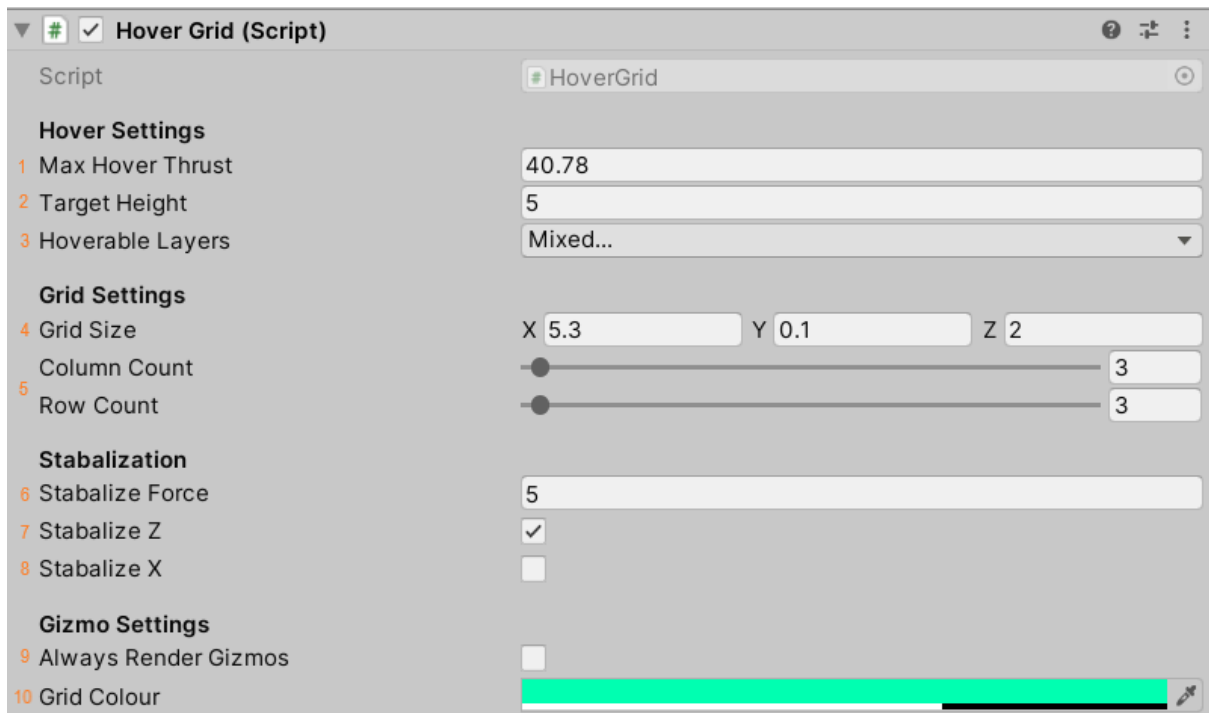 Hover Grid (Script)
Script HoverGrid
Hover Settings
1 Max Hover Thrust 40.78
2 Target Height 5
3 Hoverable Layers Mixed...
Grid Settings
4 Grid Size X 5.3 Y 0.1 Z 2
Column Count 3
5
Row Count 3
Stabalization
6 Stabalize Force 5
7 Stabalize Z
8 Stabalize X
Gizmo Settings
9 Always Render Gizmos
10 Grid Colour